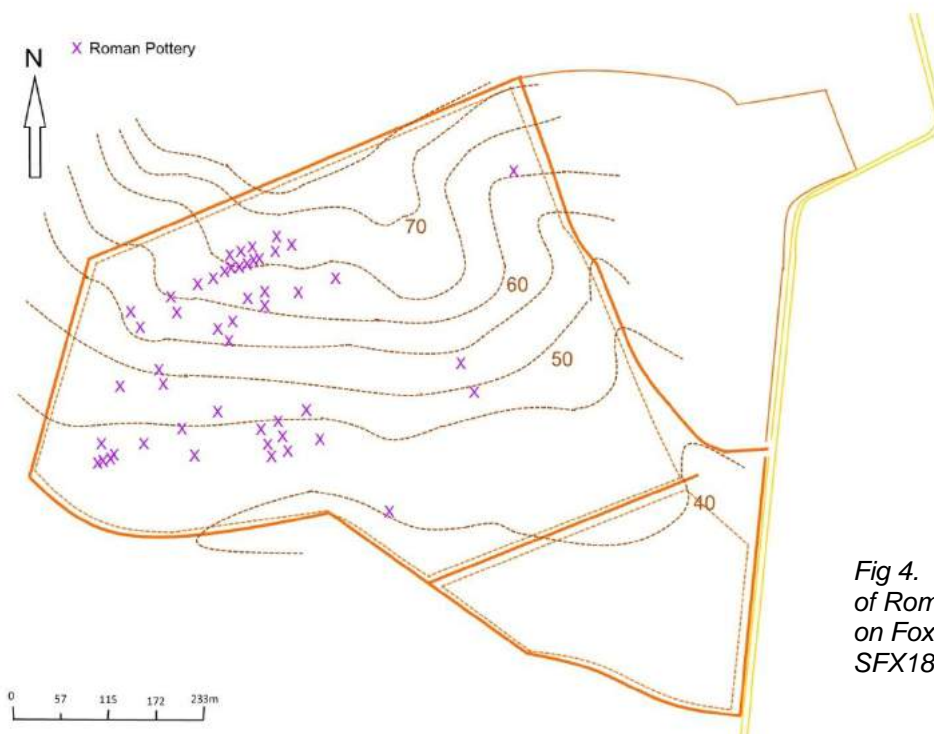 X Roman Pottery
N
70
60
50
40
Fig 4.
of Rom
on Fox
SFX18
0 57 115 172 233m